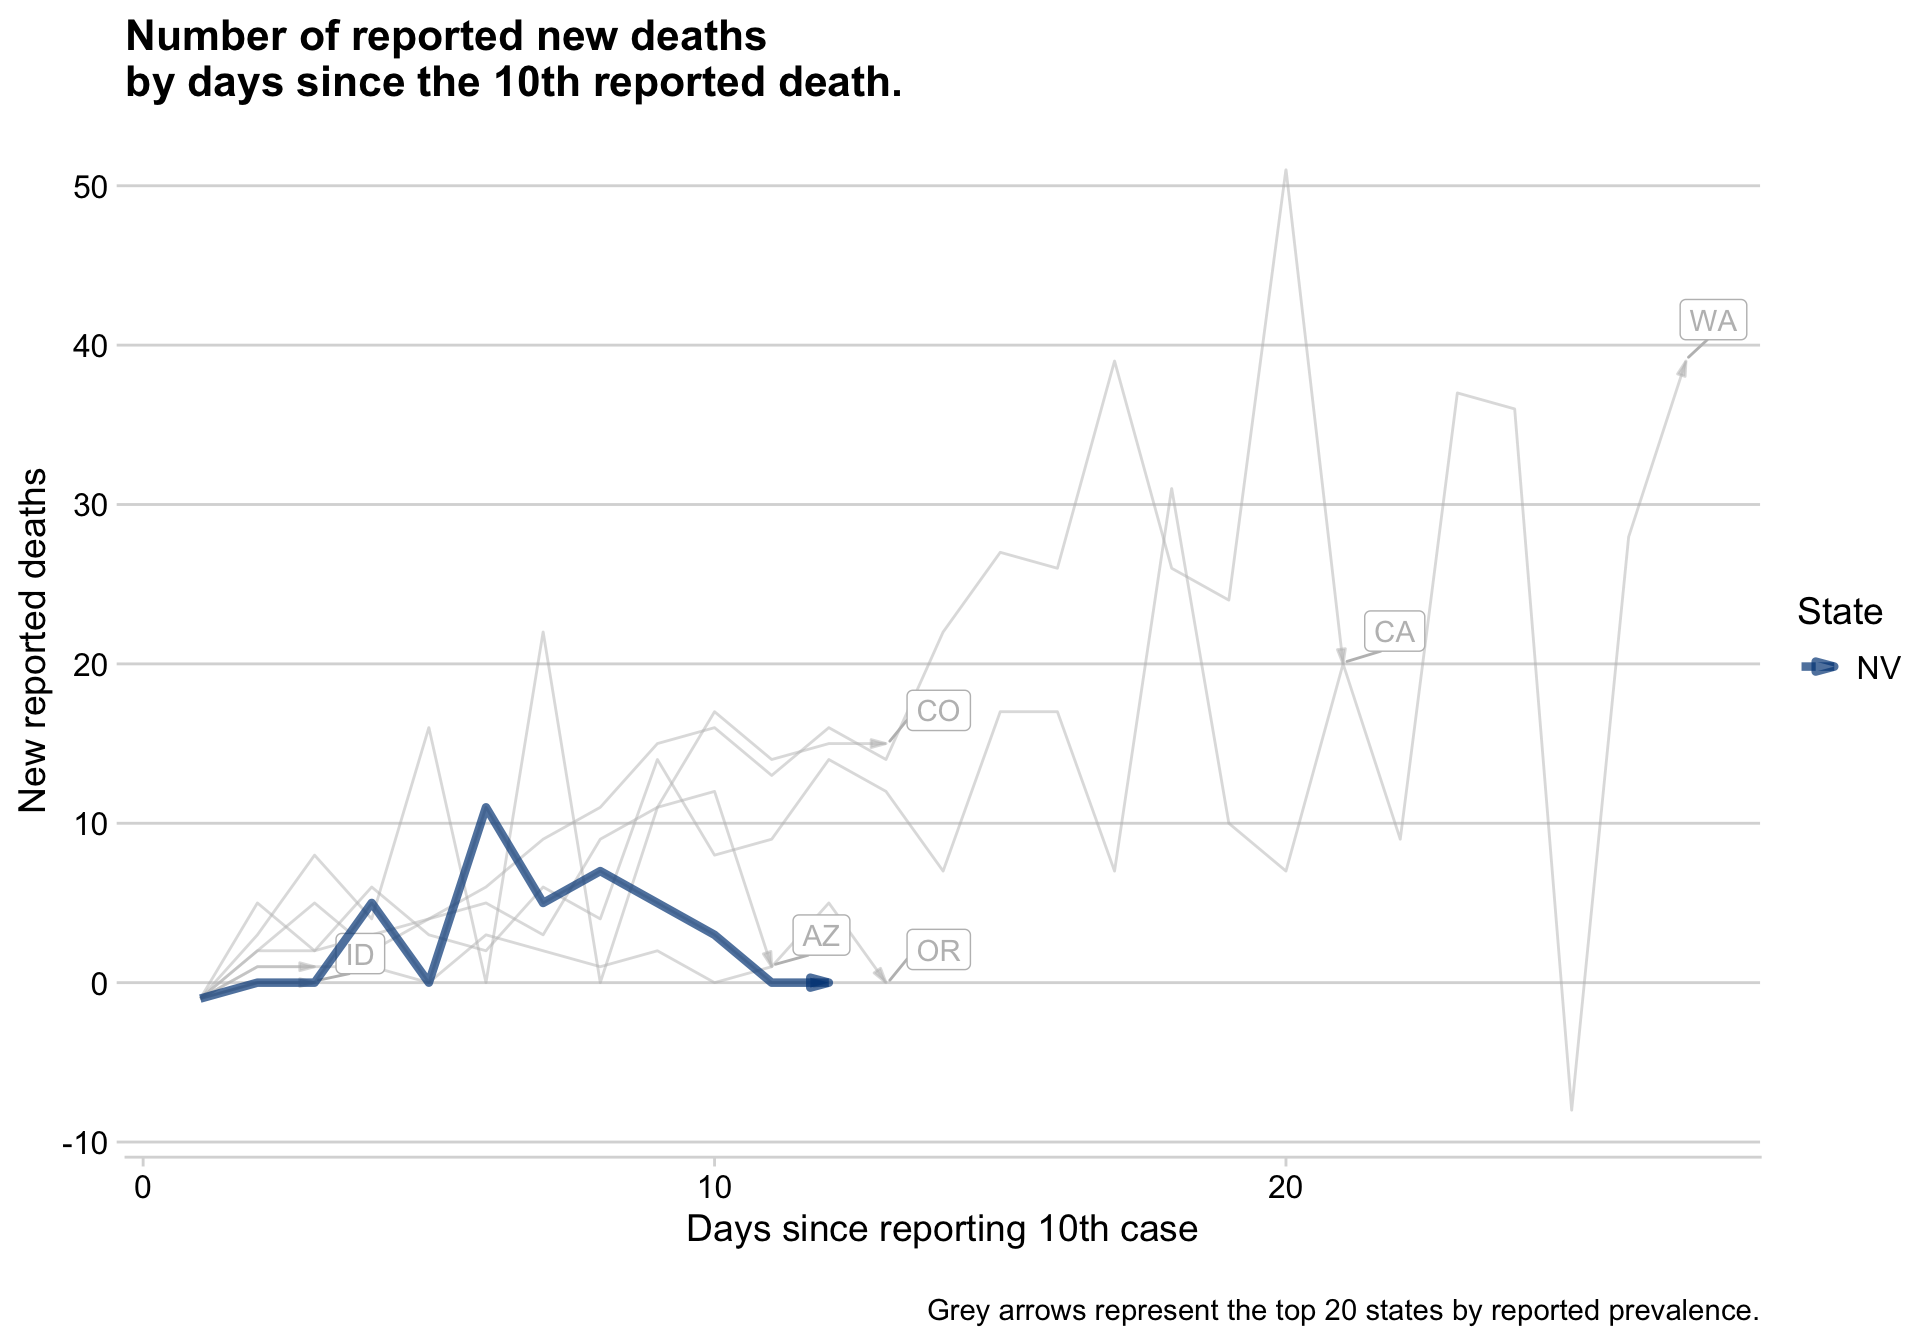 Number of reported new deaths
by days since the 10th reported death.
New reported deaths
50
40
30
20
10
0
-10
WA
CA
CO
AZ
OR
ID
0
10
20
Days since reporting 10th case
State
NV
Grey arrows represent the top 20 states by reported prevalence.